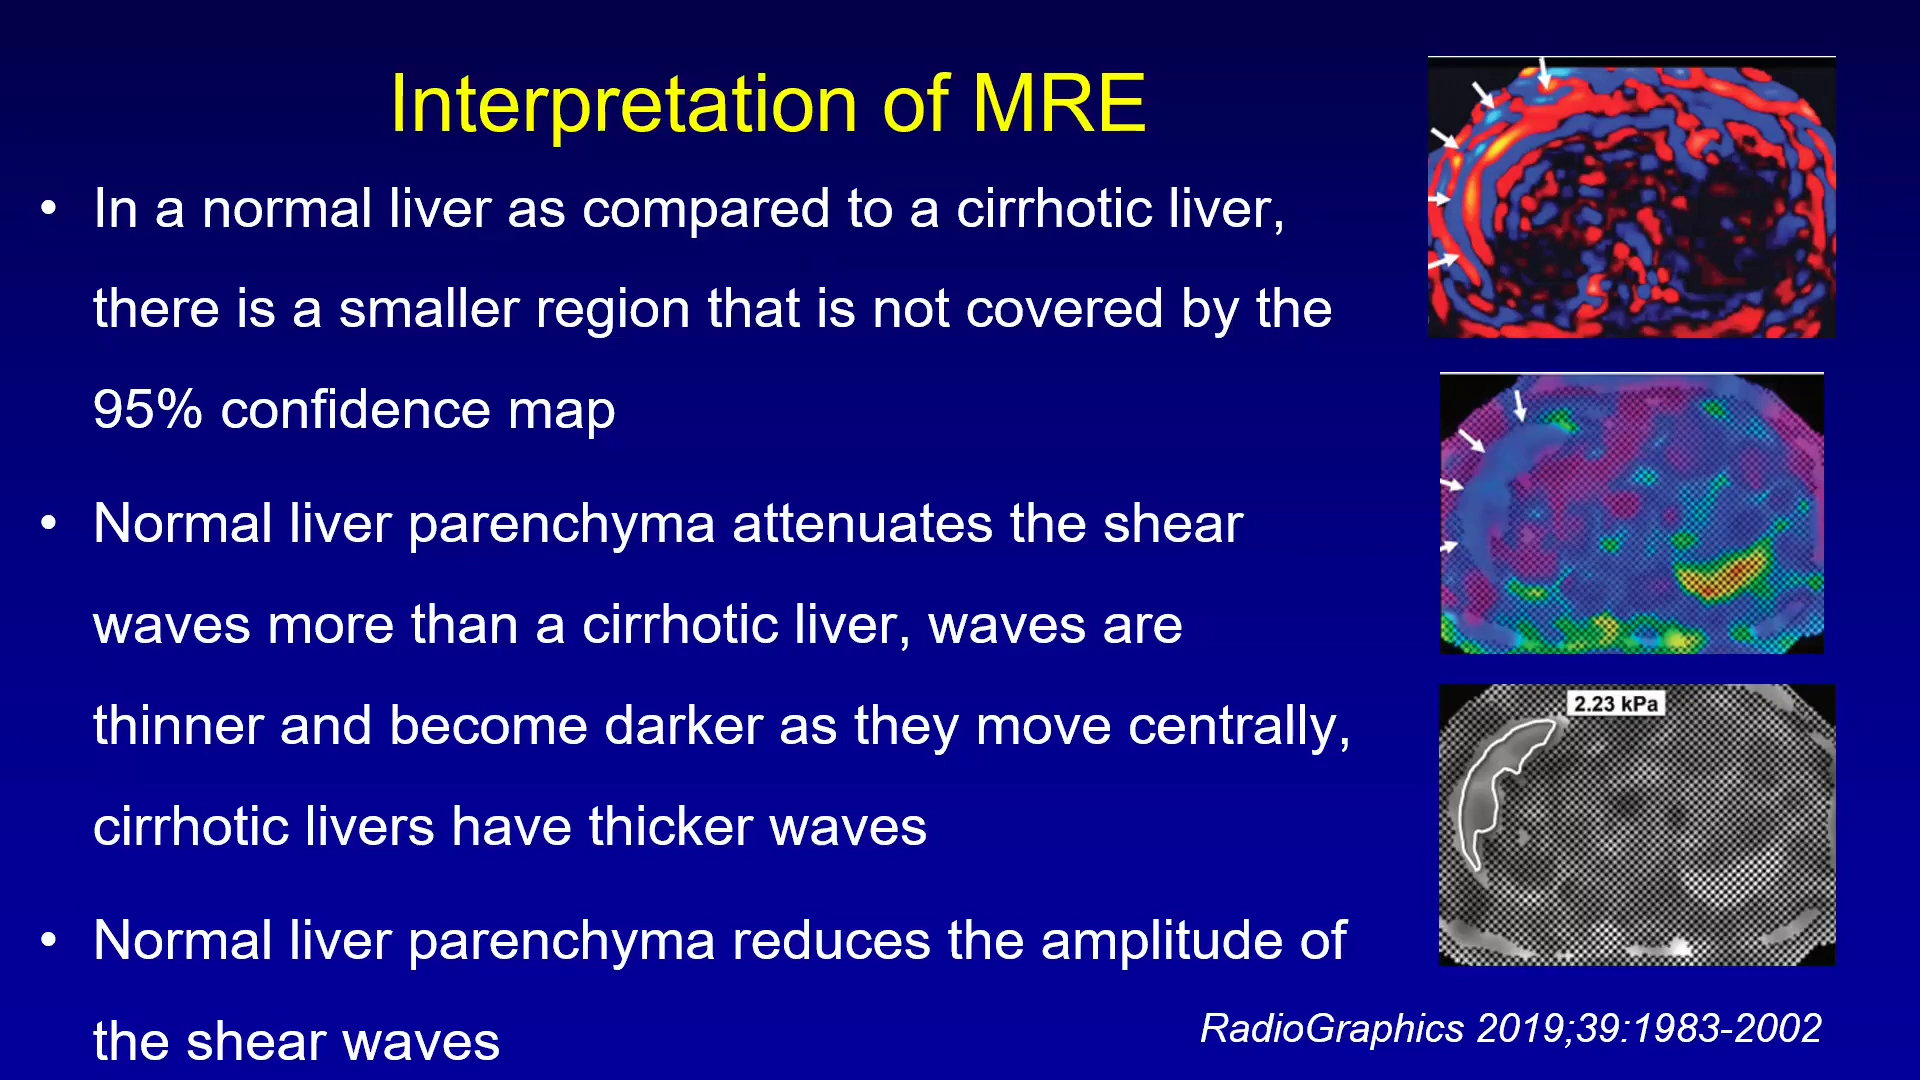 Interpretation of MRE
• In a normal liver as compared to a cirrhotic liver,
there is a smaller region that is not covered by the
95% confidence map
• Normal liver parenchyma attenuates the shear
waves more than a cirrhotic liver, waves are
thinner and become darker as they move centrally,
cirrhotic livers have thicker waves
• Normal liver parenchyma reduces the amplitude of
the shear waves
2.23 kPa
RadioGraphics 2019;39:1983-2002